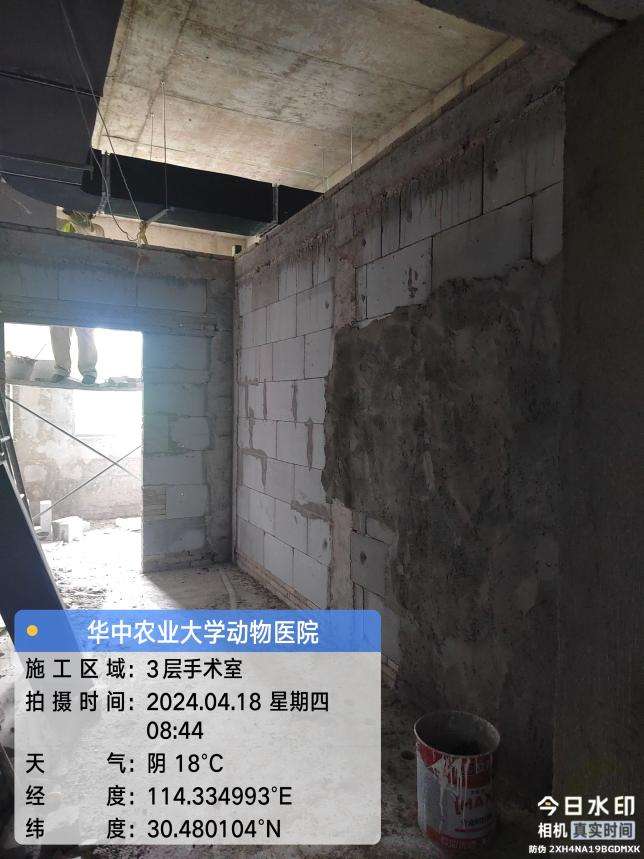 华中农业大学动物医院
施工区域：3层手术室
拍摄时间：2024.04.18 星期四
08:44
天气：阴 18°C
经度：114.334993°E
纬度：30.480104°N
今日水印
相机 真实时间
防伪 2XH4NA19BGDMXK